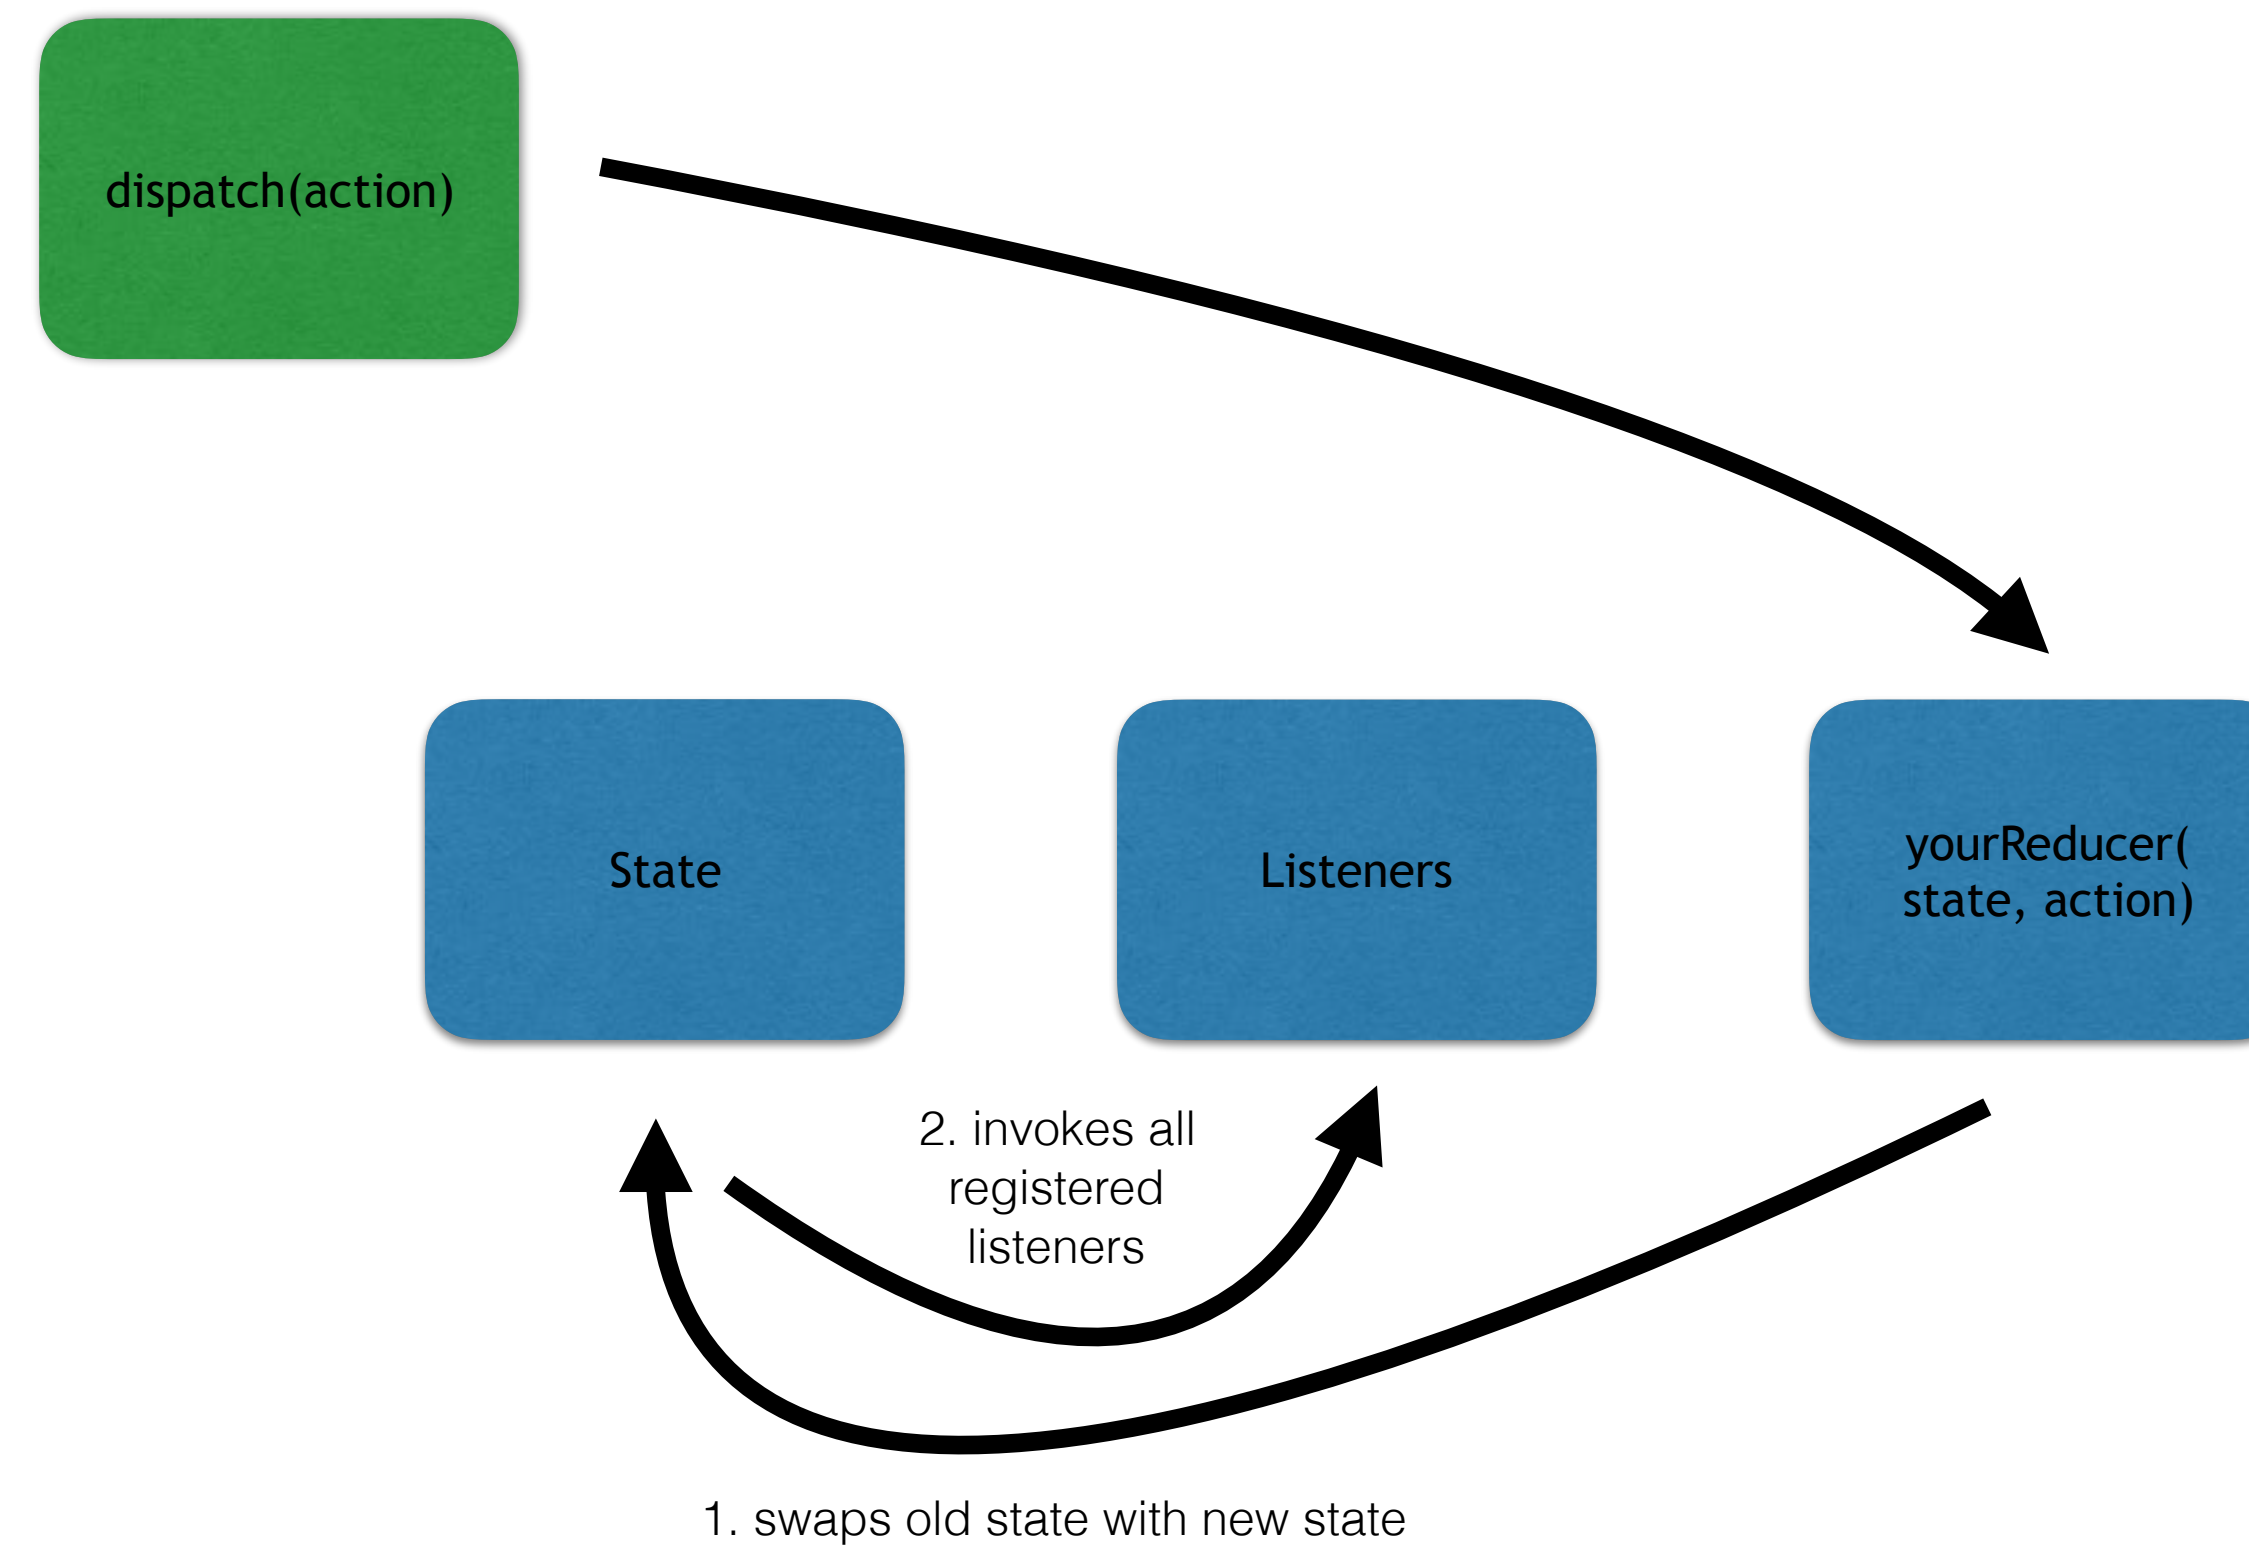 dispatch(action)
State
Listeners
yourReducer(
state, action)
2. invokes all
registered
listeners
1. swaps old state with new state